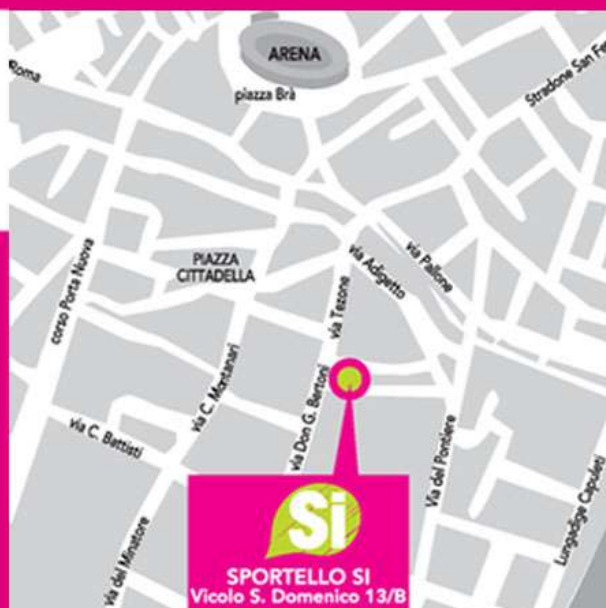 ARENA
piazza Brà
Roma
Stradone San Fe
PIAZZA
CITTADELLA
corso Porta Nuova
via Adigetto
via Pallone
via Tezone
via C. Montanari
via Don G. Bertoni
via C. Battisti
Via del Pontiere
Lungadige Capuleti
via del Minatore
Si
SPORTELLO SI
Vicolo S. Domenico 13/B